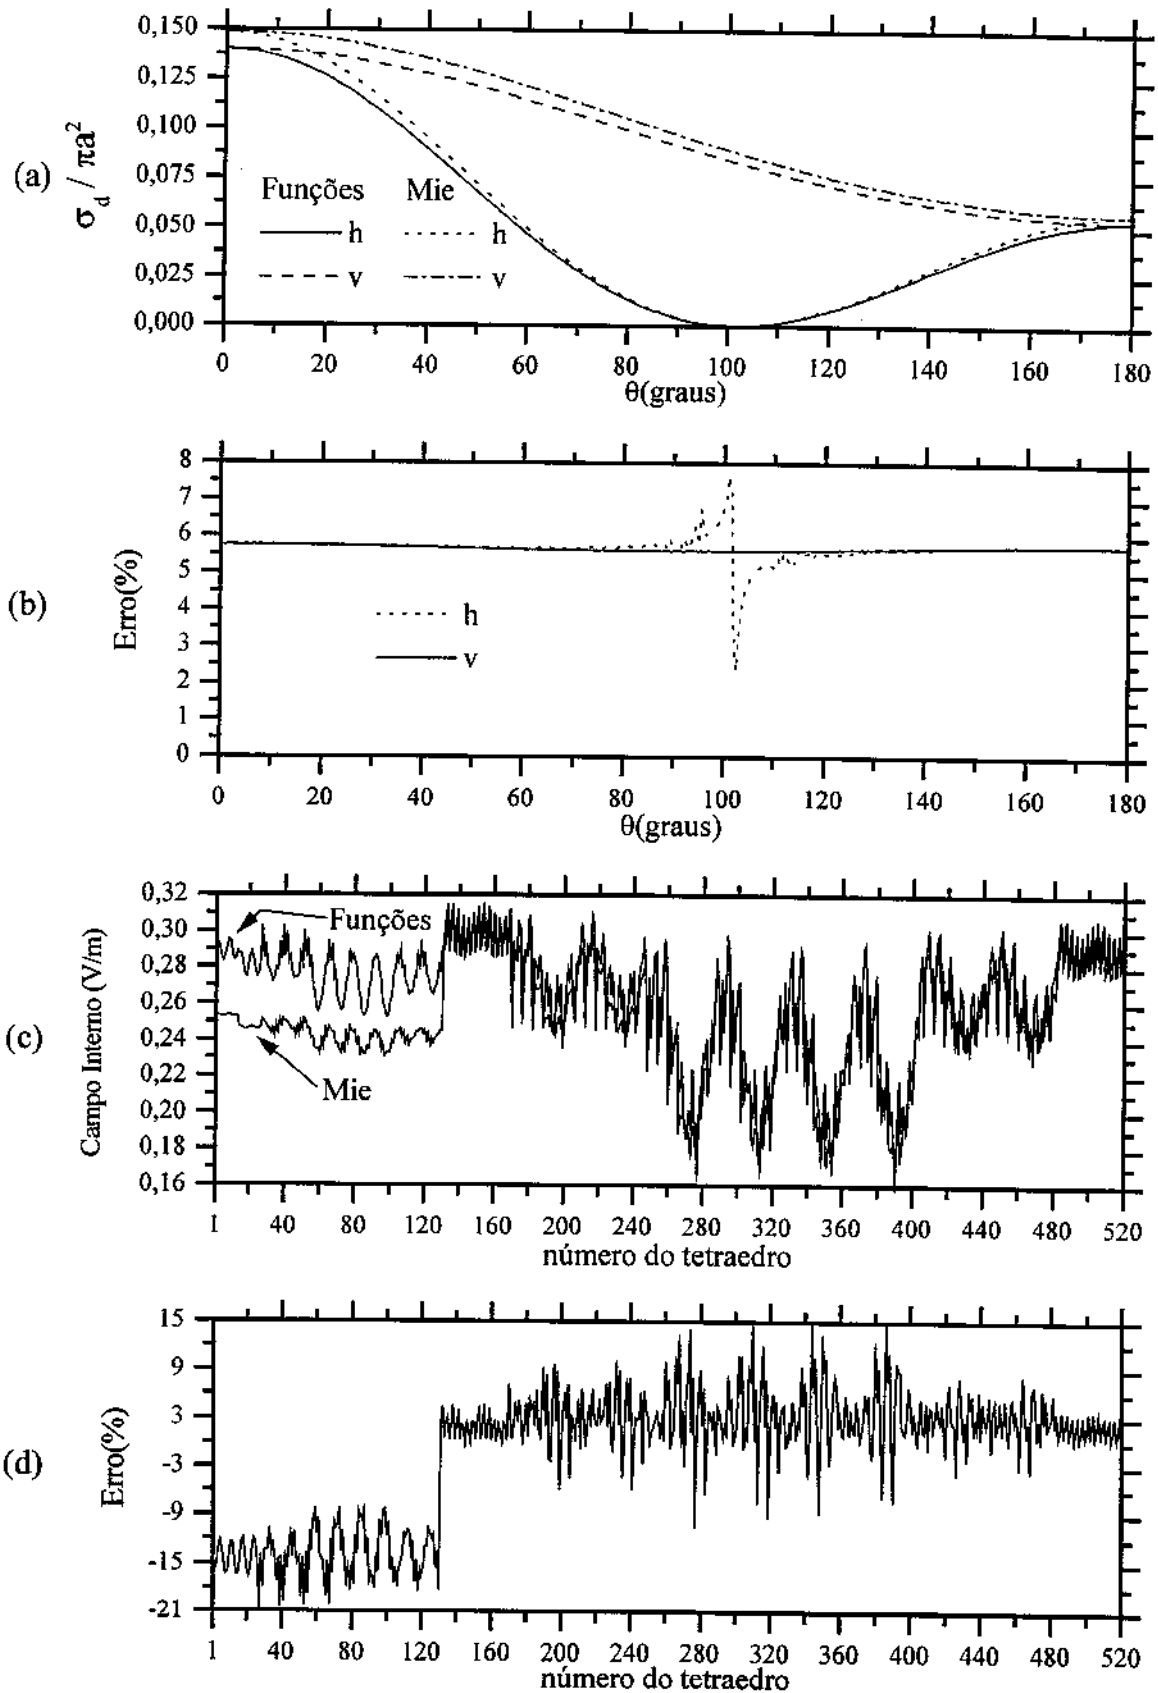 (a)
σd / πa²
0,150
0,125
0,100
0,075
0,050
0,025
0,000
Funções Mie
h h
v v
0 20 40 60 80 100 120 140 160 180
θ(graus)
(b)
Erro(%)
8
7
6
5
4
3
2
1
0
h
v
0 20 40 60 80 100 120 140 160 180
θ(graus)
(c)
Campo Interno (V/m)
0,32
0,30
0,28
0,26
0,24
0,22
0,20
0,18
0,16
Funções
Mie
1 40 80 120 160 200 240 280 320 360 400 440 480 520
número do tetraedro
(d)
Erro(%)
15
9
3
-3
-9
-15
-21
1 40 80 120 160 200 240 280 320 360 400 440 480 520
número do tetraedro